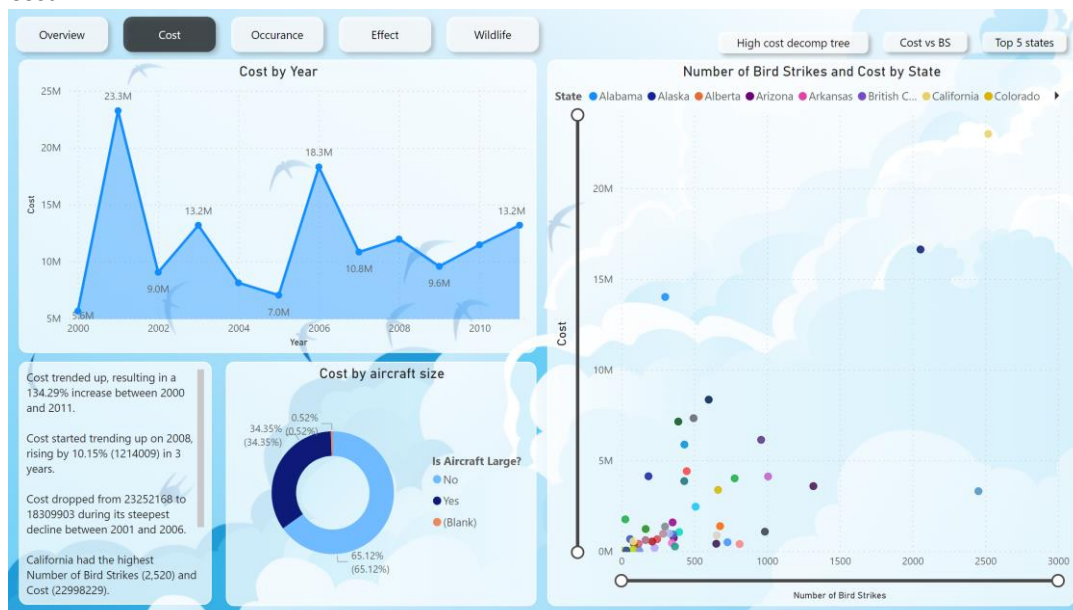 Overview
Cost
Occurance
Effect
Wildlife
High cost decomp tree
Cost vs BS
Top 5 states
Cost by Year
25M
20M
15M
10M
5M
Cost
23.3M
18.3M
13.2M
13.2M
9.0M
10.8M
9.6M
7.0M
5.6M
2000
2002
2004
2006
2008
2010
Year
Cost trended up, resulting in a
134.29% increase between 2000
and 2011.
Cost started trending up on 2008,
rising by 10.15% (1214009) in 3
years.
Cost dropped from 23252168 to
18309903 during its steepest
decline between 2001 and 2006.
California had the highest
Number of Bird Strikes (2,520) and
Cost (22998229).
Cost by aircraft size
0.52%
(0.52%)
34.35%
(34.35%)
65.12%
(65.12%)
Is Aircraft Large?
No
Yes
(Blank)
Number of Bird Strikes and Cost by State
State Alabama Alaska Alberta Arizona Arkansas British C... California Colorado
20M
15M
10M
5M
0M
Cost
0
500
1000
1500
2000
2500
3000
Number of Bird Strikes